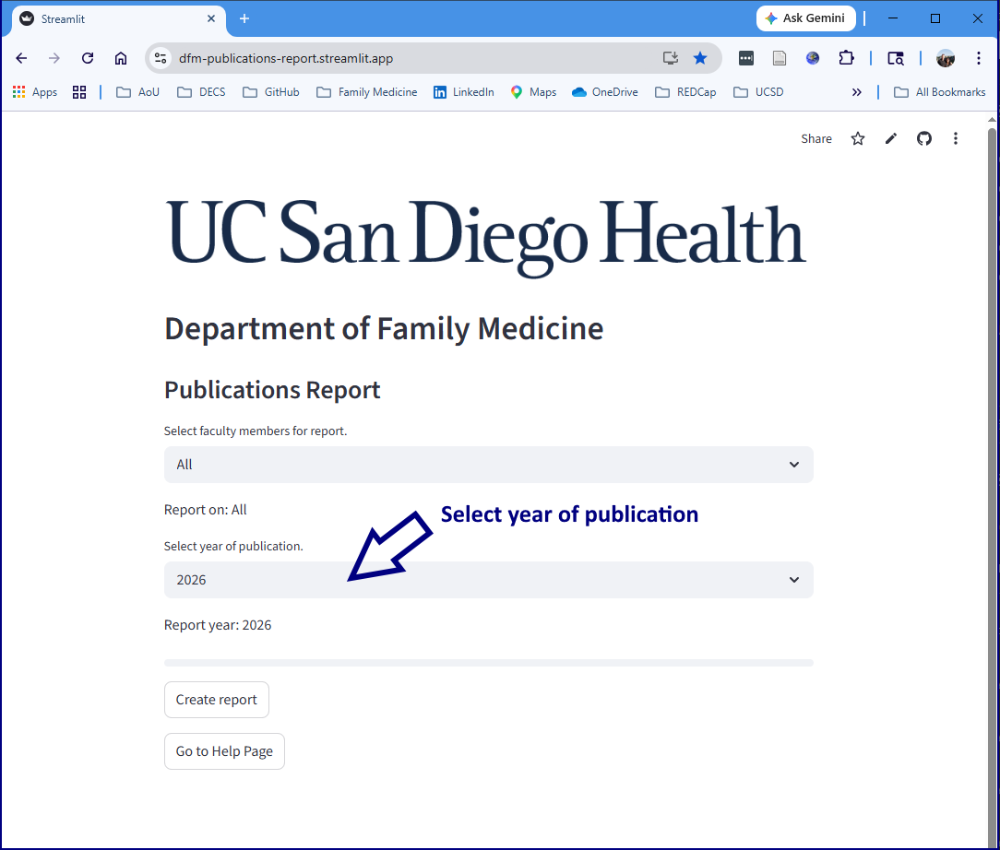 Streamlit
Ask Gemini
dfm-publications-report.streamlit.app
Apps
AoU
DECS
GitHub
Family Medicine
LinkedIn
Maps
OneDrive
REDCap
UCSD
All Bookmarks
Share
UC San Diego Health
Department of Family Medicine
Publications Report
Select faculty members for report.
All
Report on: All
Select year of publication
Select year of publication.
2026
Report year: 2026
Create report
Go to Help Page